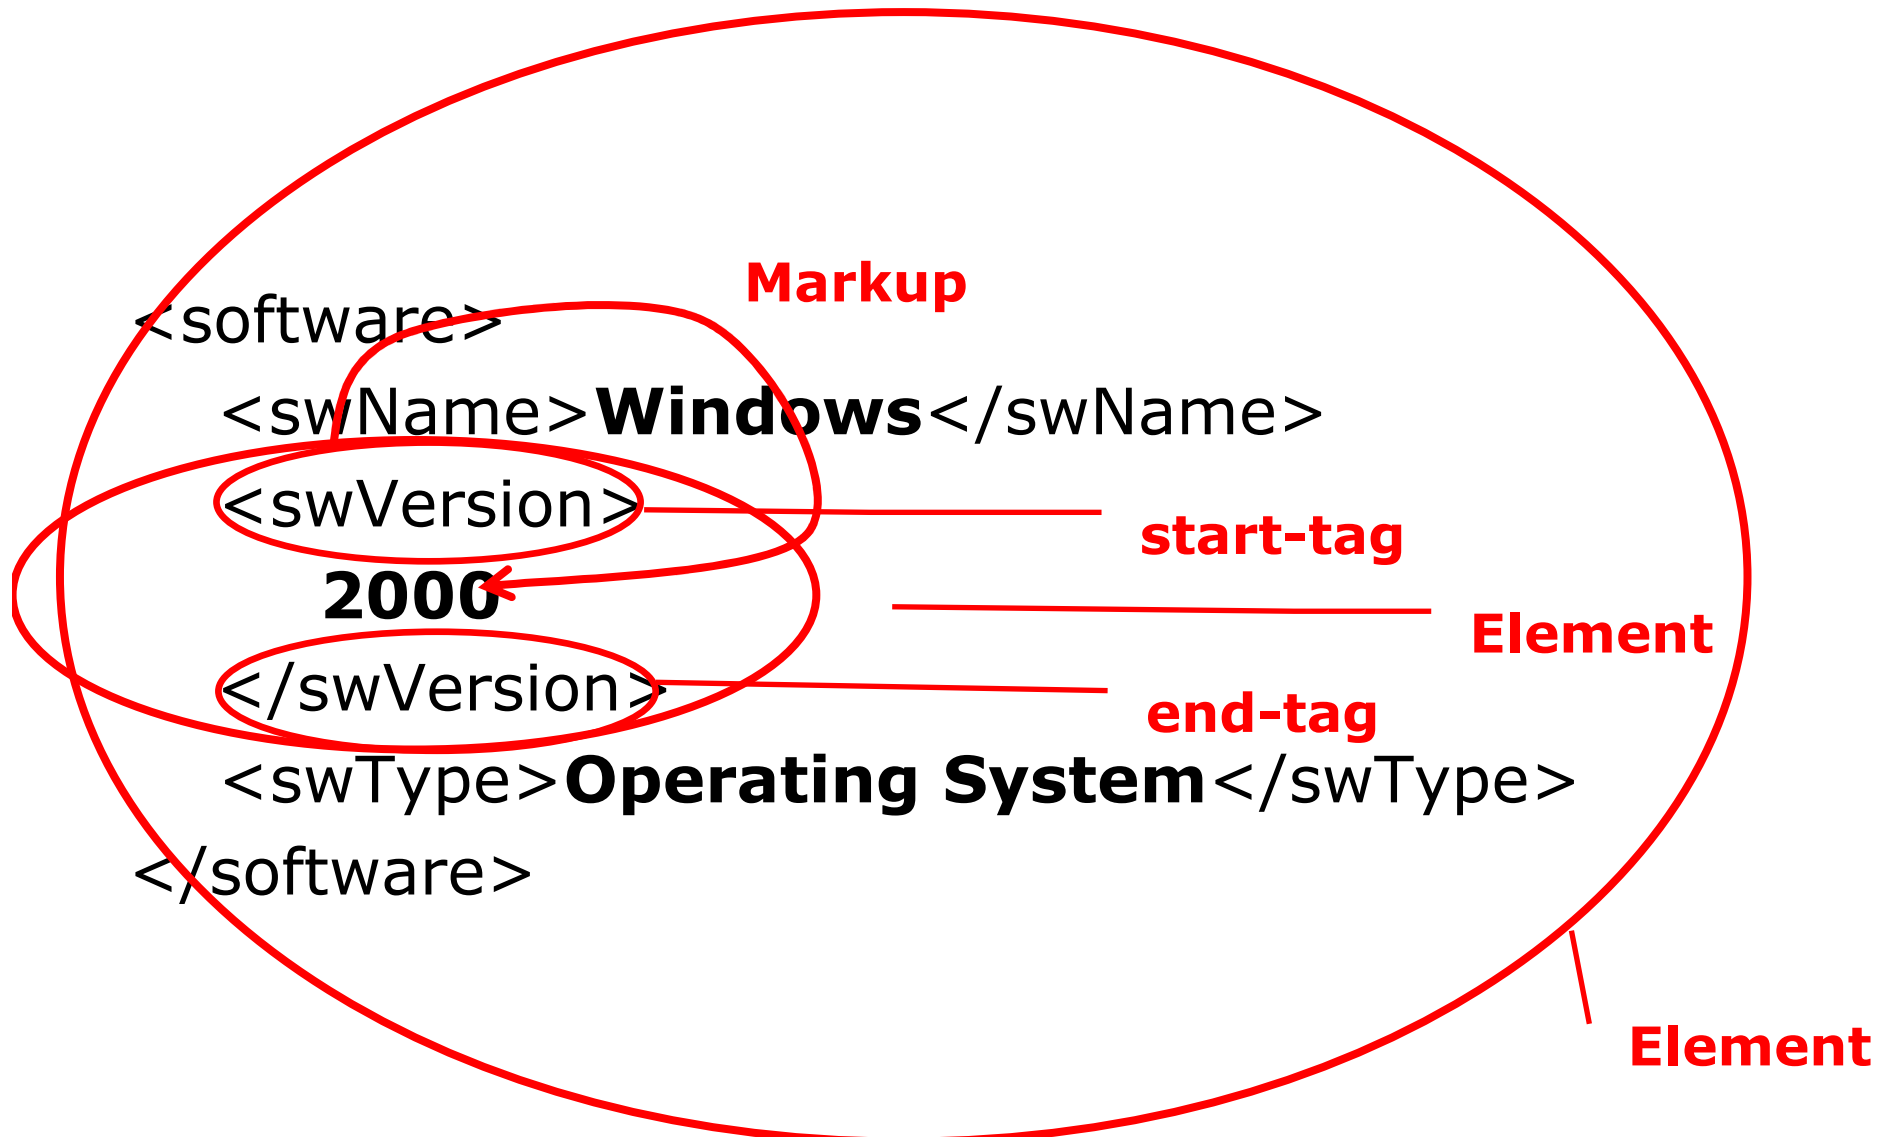 Markup
<software>
<swName>Windows</swName>
<swVersion>
start-tag
2000
Element
</swVersion>
end-tag
<swType>Operating System</swType>
</software>
Element